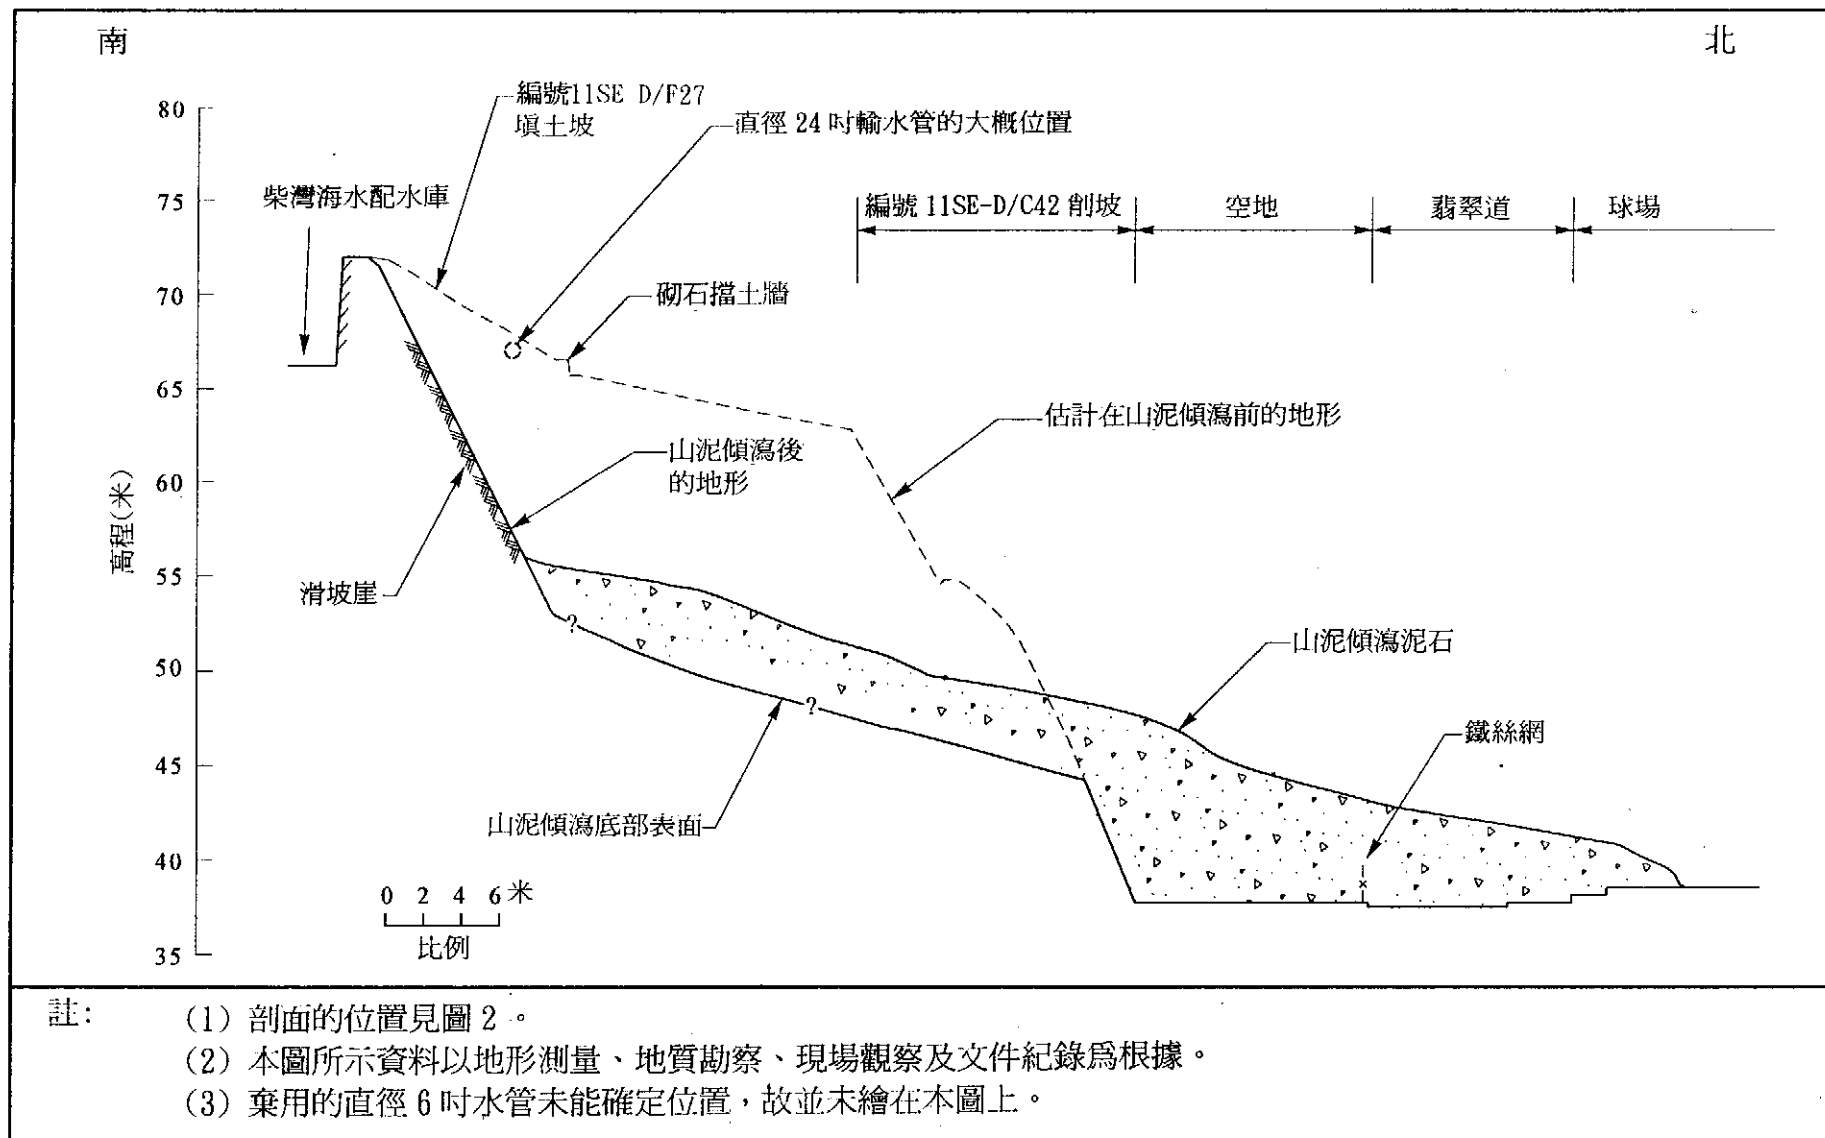 南
北
編號11SE D/F27
填土坡
直徑 24 吋輸水管的大概位置
柴灣海水配水庫
編號 11SE-D/C42 削坡
空地
翡翠道
球場
砌石擋土牆
估計在山泥傾瀉前的地形
山泥傾瀉後
的地形
滑坡崖
山泥傾瀉泥石
鐵絲網
山泥傾瀉底部表面
?
?
高程(米)
80
75
70
65
60
55
50
45
40
35
0 2 4 6 米
比例
註:
(1) 剖面的位置見圖 2 。
(2) 本圖所示資料以地形測量、地質勘察、現場觀察及文件紀錄爲根據。
(3) 棄用的直徑 6 吋水管未能確定位置，故並未繪在本圖上。